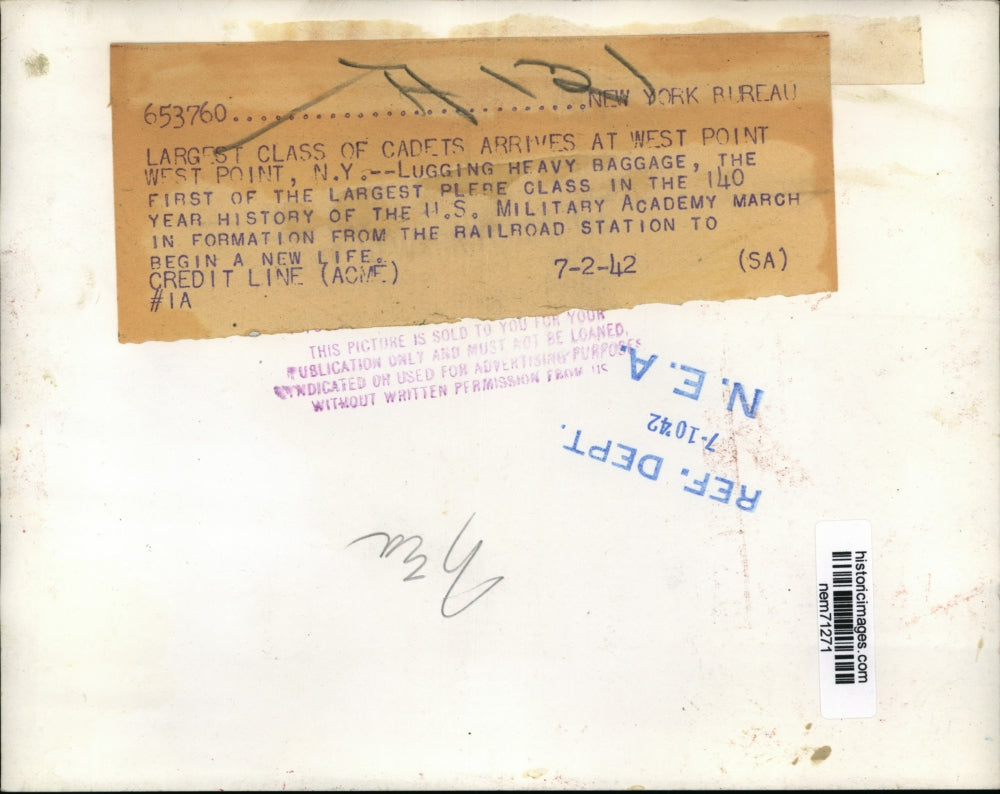 653760..............................NEW YORK BUREAU
LARGEST CLASS OF CADETS ARRIVES AT WEST POINT
WEST POINT, N.Y.--LUGGING HEAVY BAGGAGE, THE
FIRST OF THE LARGEST PLEBE CLASS IN THE 140
YEAR HISTORY OF THE U.S. MILITARY ACADEMY MARCH
IN FORMATION FROM THE RAILROAD STATION TO
BEGIN A NEW LIFE.
CREDIT LINE (ACME) 7-2-42 (SA)
#1A
THIS PICTURE IS SOLD TO YOU FOR YOUR
PUBLICATION ONLY AND MUST NOT BE LOANED,
SYNDICATED OR USED FOR ADVERTISING PURPOSES
WITHOUT WRITTEN PERMISSION FROM US
REF. DEPT.
7-10-42
N.E.A.
nea
historicimages.com
nem71271